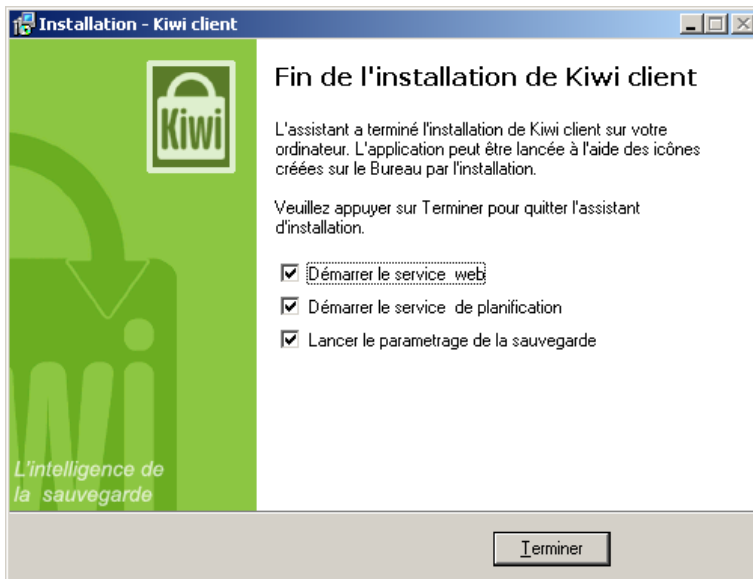 Installation - Kiwi client
Kiwi
Fin de l'installation de Kiwi client
L'assistant a terminé l'installation de Kiwi client sur votre
ordinateur. L'application peut être lancée à l'aide des icônes
créées sur le Bureau par l'installation.
Veuillez appuyer sur Terminer pour quitter l'assistant
d'installation.
Démarrer le service web
Démarrer le service de planification
Lancer le parametrage de la sauvegarde
wi
L'intelligence de
la sauvegarde
Terminer